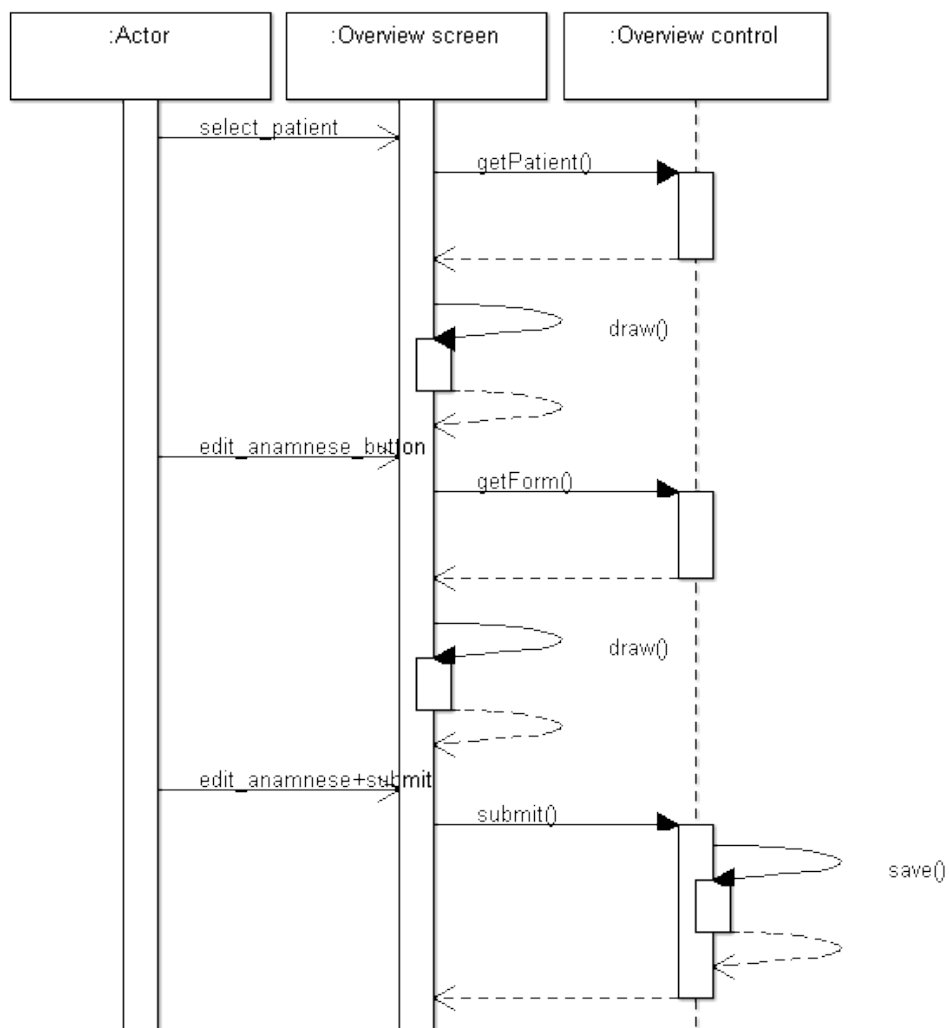 :Actor
:Overview screen
:Overview control
select_patient
getPatient()
draw()
edit_anamnese_button
getForm()
draw()
edit_anamnese+submit
submit()
save()